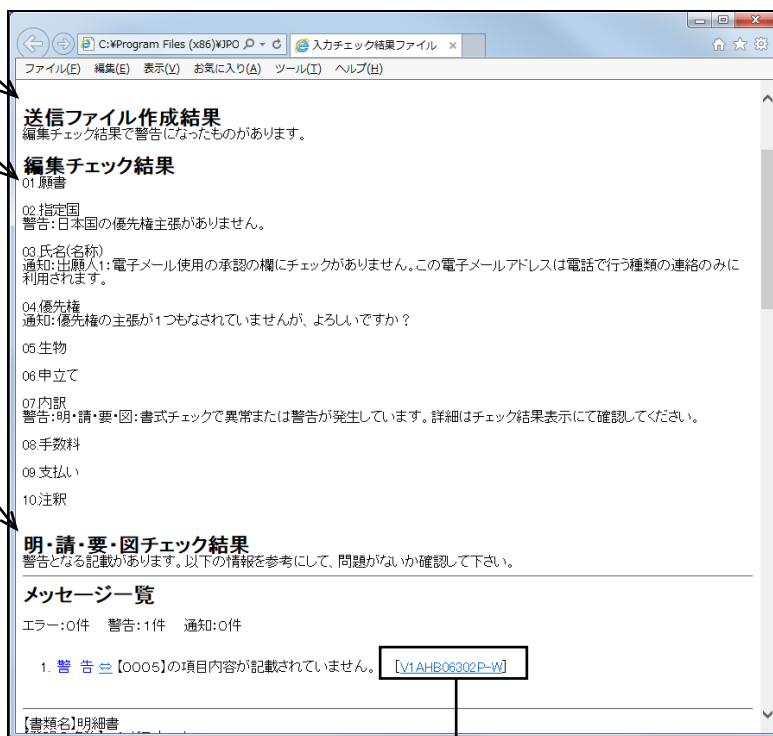 C:¥Program Files (x86)¥JPO
入力チェック結果ファイル ×
ファイル(F) 編集(E) 表示(V) お気に入り(A) ツール(T) ヘルプ(H)
送信ファイル作成結果
編集チェック結果で警告になったものがあります。
編集チェック結果
01.願書
02.指定国
警告:日本国の優先権主張がありません。
03.氏名(名称)
通知:出願人1:電子メール使用の承認の欄にチェックがありません。この電子メールアドレスは電話で行う種類の連絡のみに
利用されます。
04.優先権
通知:優先権の主張が1つもなされていませんが、よろしいですか?
05.生物
06.申立て
07.内訳
警告:明・請・要・図:書式チェックで異常または警告が発生しています。詳細はチェック結果表示にて確認してください。
08.手数料
09.支払い
10.注釈
明・請・要・図チェック結果
警告となる記載があります。以下の情報を参考にして、問題がないか確認して下さい。
メッセージ一覧
エラー:0件 警告:1件 通知:0件
1. 警 告 ⇔ 【0005】の項目内容が記載されていません。 [V1AHB06302P-W]
【書類名】明細書